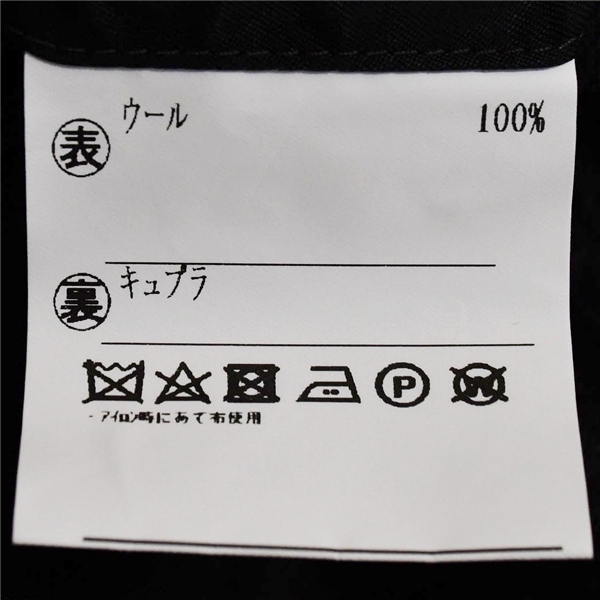 表 ウール 100%
裏 キュプラ
P W
・アイロン時にあて布使用